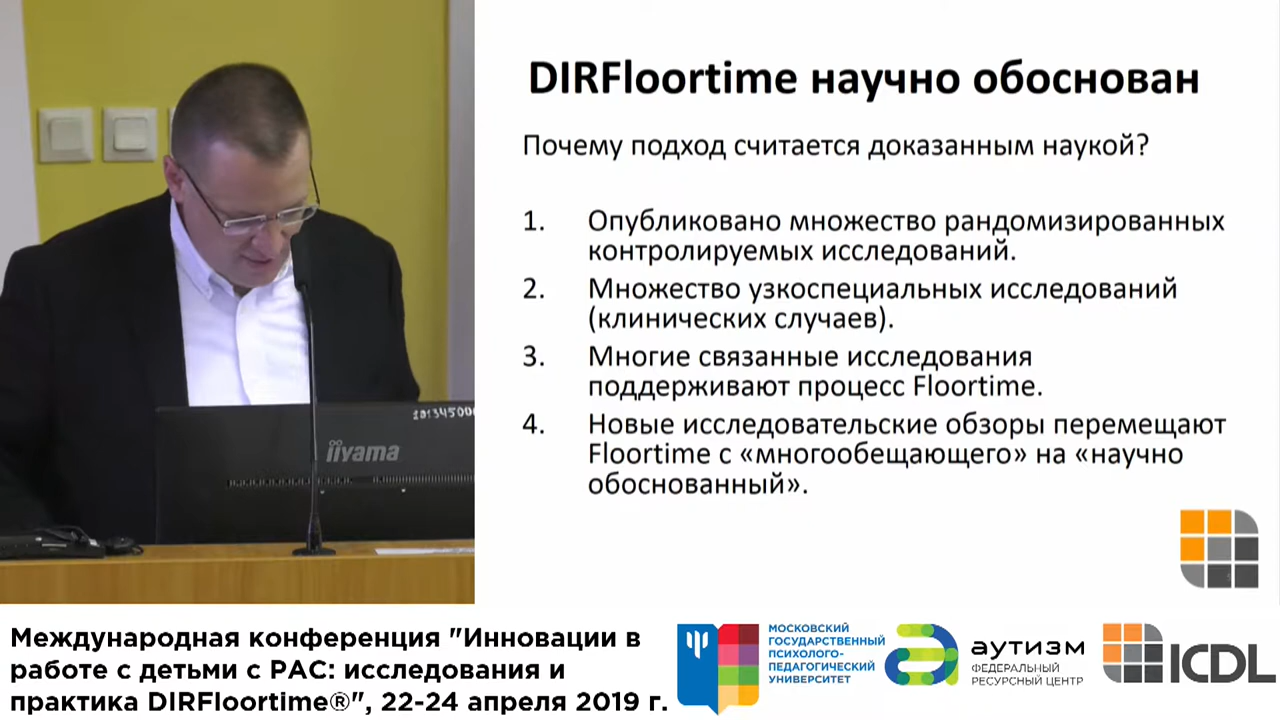 DIRFloortime научно обоснован
Почему подход считается доказанным наукой?
1. Опубликовано множество рандомизированных
контролируемых исследований.
2. Множество узкоспециальных исследований
(клинических случаев).
3. Многие связанные исследования
поддерживают процесс Floortime.
4. Новые исследовательские обзоры перемещают
Floortime с «многообещающего» на «научно
обоснованный».
iiyama
Международная конференция "Инновации в
работе с детьми с РАС: исследования и
практика DIRFloortime®", 22-24 апреля 2019 г.
МОСКОВСКИЙ
ГОСУДАРСТВЕННЫЙ
ПСИХОЛОГО-
ПЕДАГОГИЧЕСКИЙ
УНИВЕРСИТЕТ
аутизм
ФЕДЕРАЛЬНЫЙ
РЕСУРСНЫЙ ЦЕНТР
ICDL